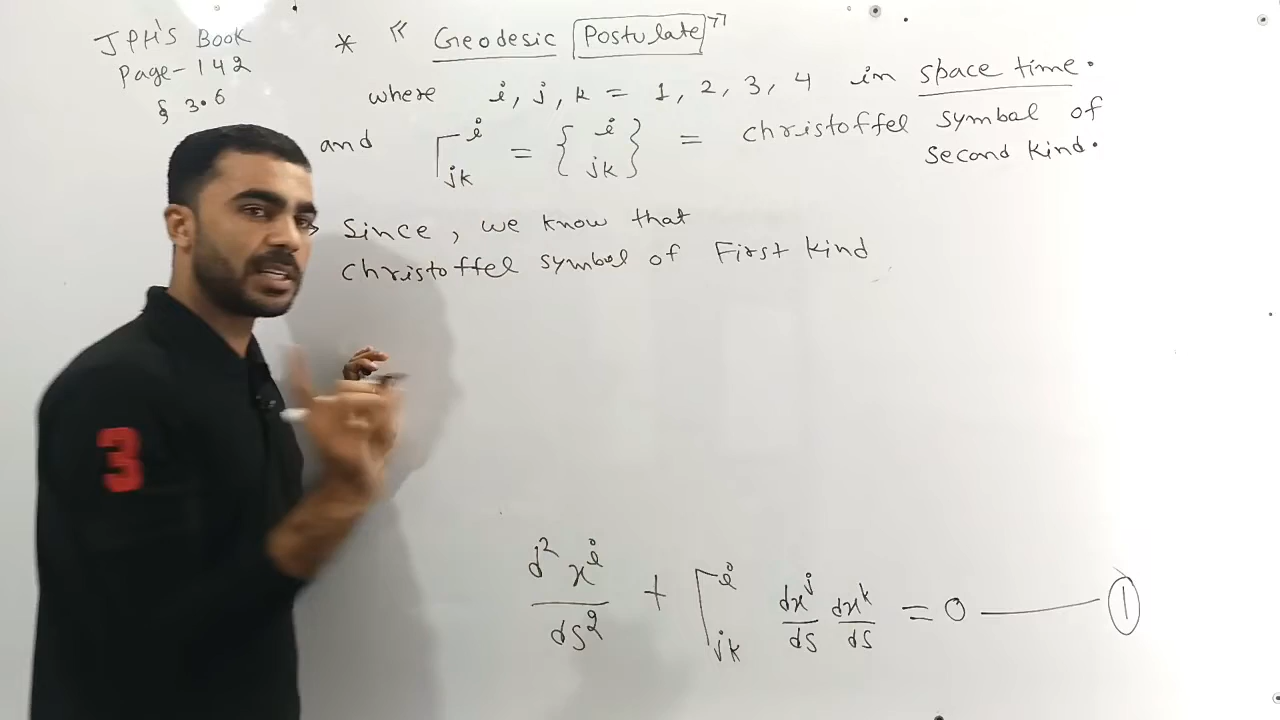 JPH's Book
Page-142
§ 3.6
* " Geodesic Postulate "
where i, j, k = 1, 2, 3, 4 in space time.
and Γ^i_jk = { i jk } = christoffel symbol of
second kind.
Since, we know that
christoffel symbol of First kind
d²x^i/ds² + Γ^i_jk dx^j/ds dx^k/ds = 0 —— ①
3